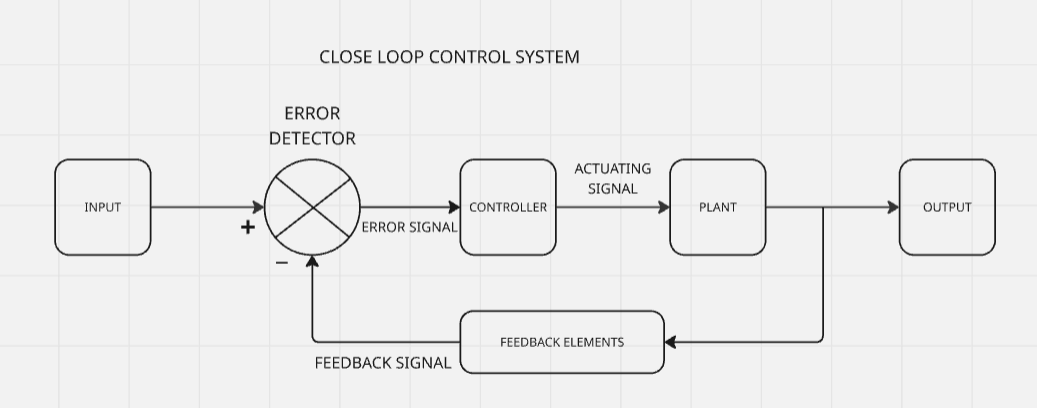 CLOSE LOOP CONTROL SYSTEM
ERROR
DETECTOR
ACTUATING
SIGNAL
INPUT
CONTROLLER
PLANT
OUTPUT
+
ERROR SIGNAL
–
FEEDBACK ELEMENTS
FEEDBACK SIGNAL